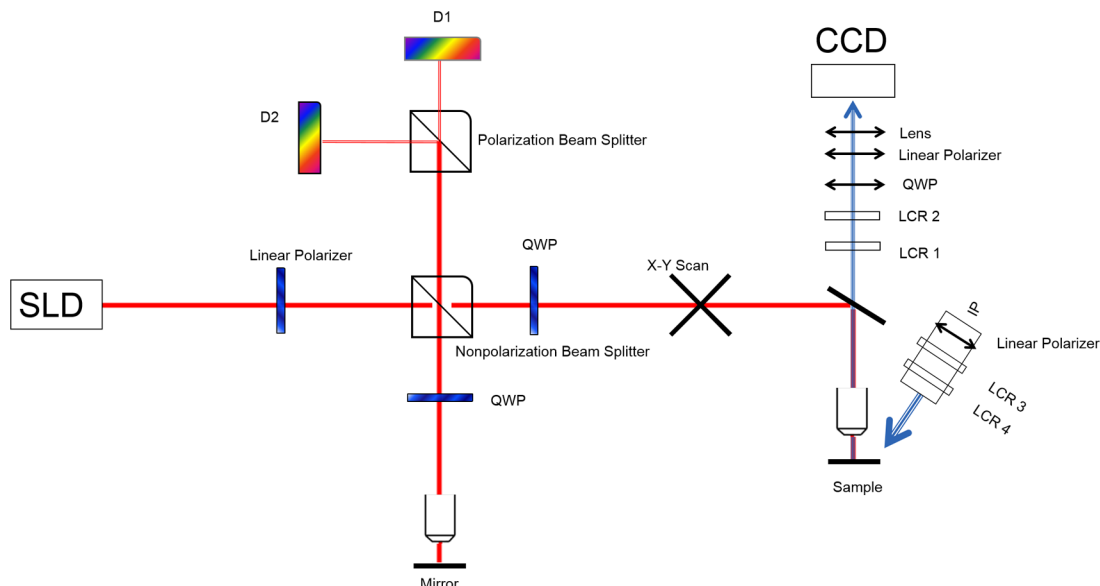 D1
CCD
D2
Polarization Beam Splitter
Lens
Linear Polarizer
QWP
LCR 2
LCR 1
Linear Polarizer
QWP
X-Y Scan
SLD
Nonpolarization Beam Splitter
IP
Linear Polarizer
LCR 3
LCR 4
QWP
Sample
Mirror